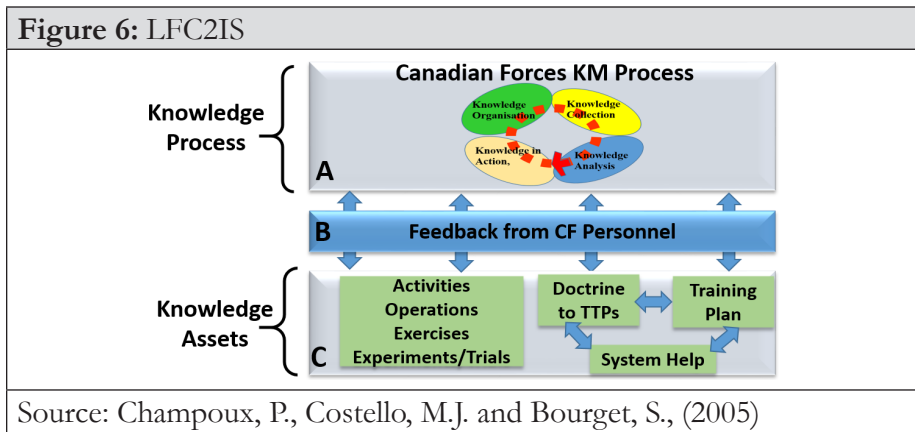 Figure 6: LFC2IS
Canadian Forces KM Process
Knowledge
Process
Knowledge
Organisation
Knowledge
Collection
Knowledge in
Action,
Knowledge
Analysis
A
B
Feedback from CF Personnel
Knowledge
Assets
Activities
Operations
Exercises
Experiments/Trials
Doctrine
to TTPs
Training
Plan
System Help
C
Source: Champoux, P., Costello, M.J. and Bourget, S., (2005)